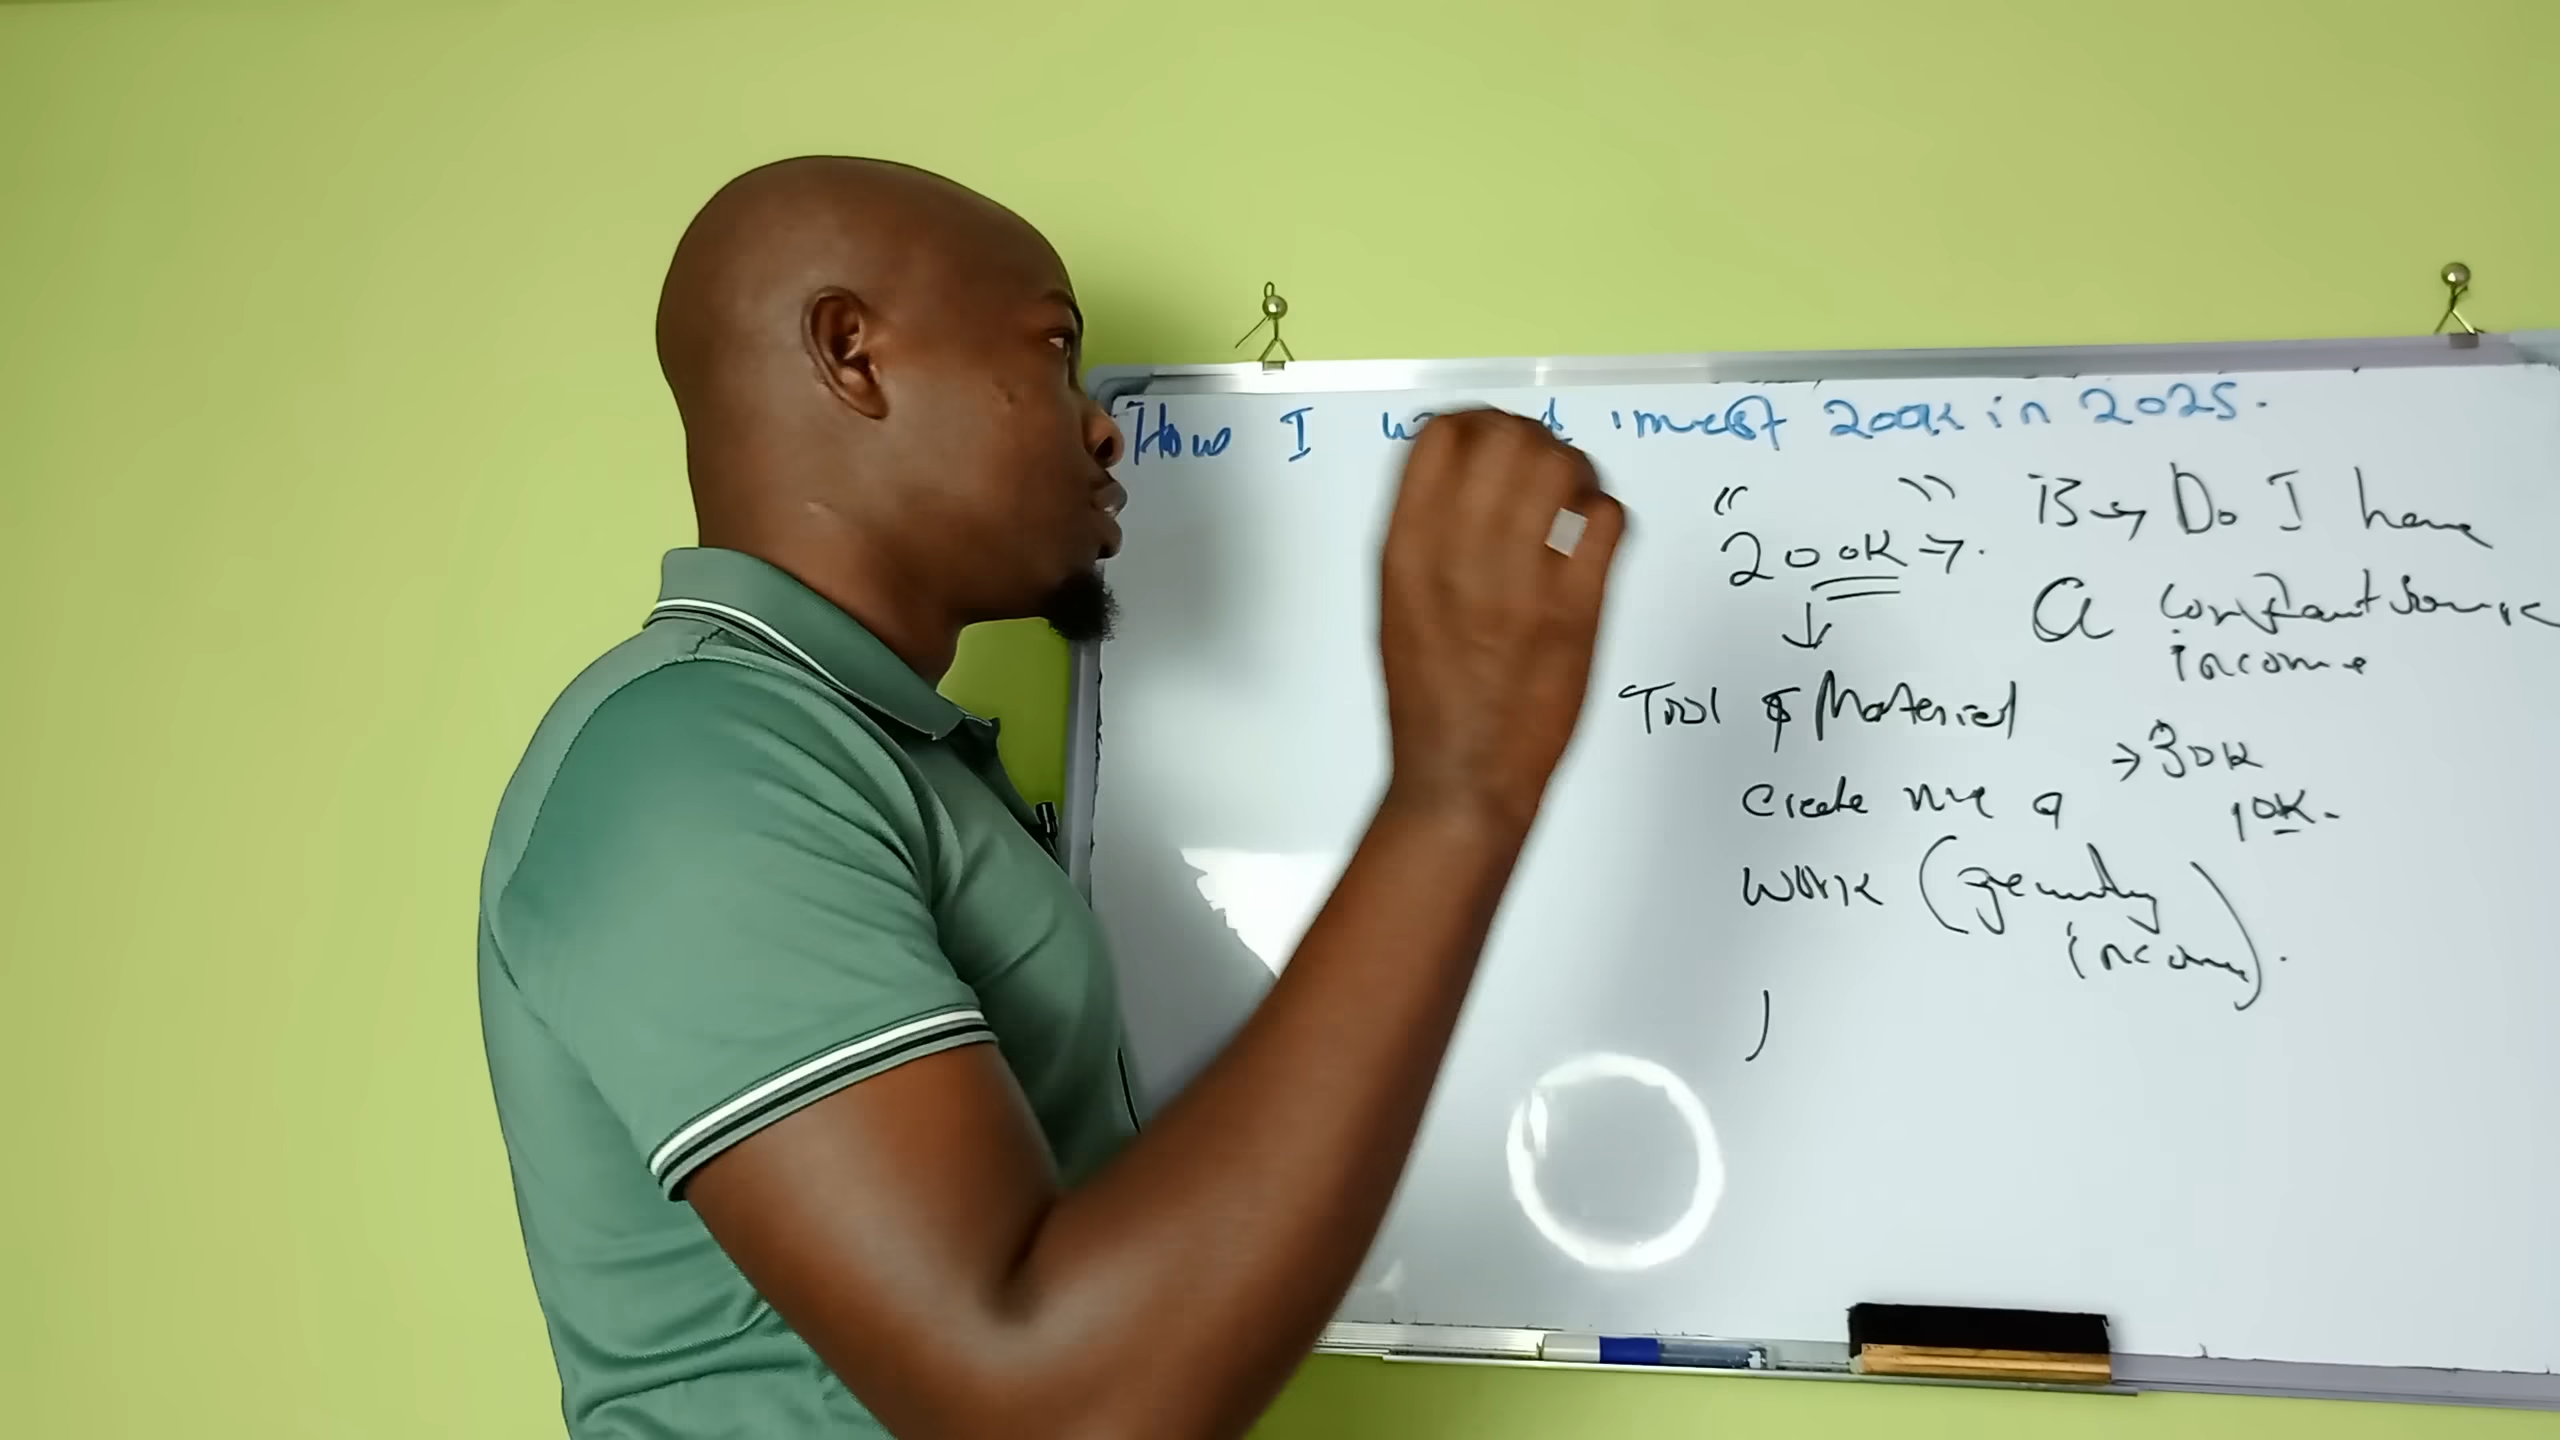 How I invest 200k in 2025.
" "
200K → .
is → Do I have
a constant source
income
↓
Tool & Material
→ 30K
10K.
Create me a
work (
income).